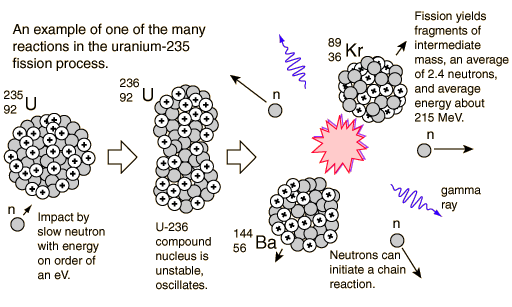 An example of one of the many
reactions in the uranium-235
fission process.
235
92 U
n
Impact by
slow neutron
with energy
on order of
an eV.
236
92 U
U-236
compound
nucleus is
unstable,
oscillates.
n
89
36 Kr
Fission yields
fragments of
intermediate
mass, an average
of 2.4 neutrons,
and average
energy about
215 MeV.
n
gamma
ray
144
56 Ba
n
Neutrons can
initiate a chain
reaction.